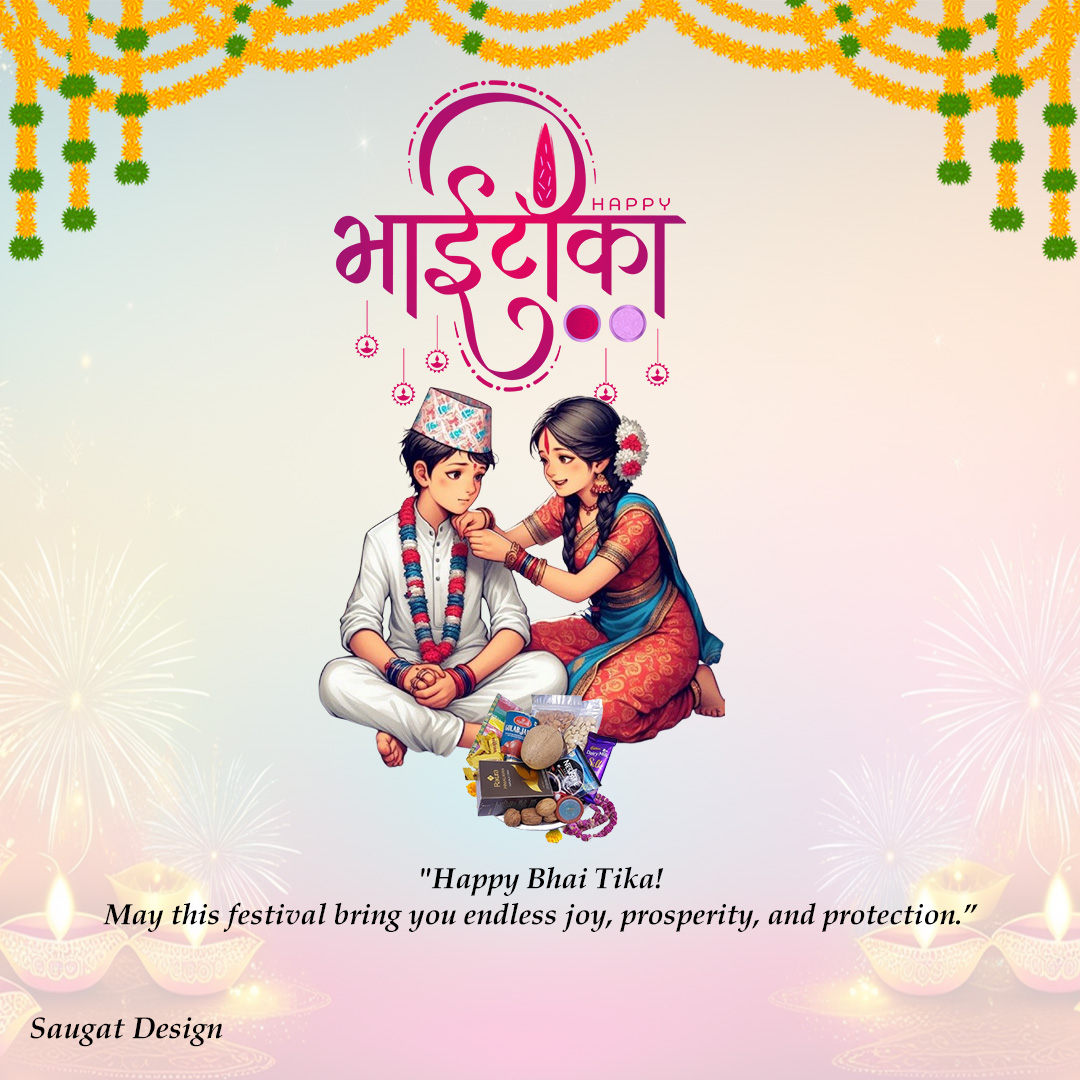 HAPPY
भाईटीका
"Happy Bhai Tika!
May this festival bring you endless joy, prosperity, and protection.”
Saugat Design